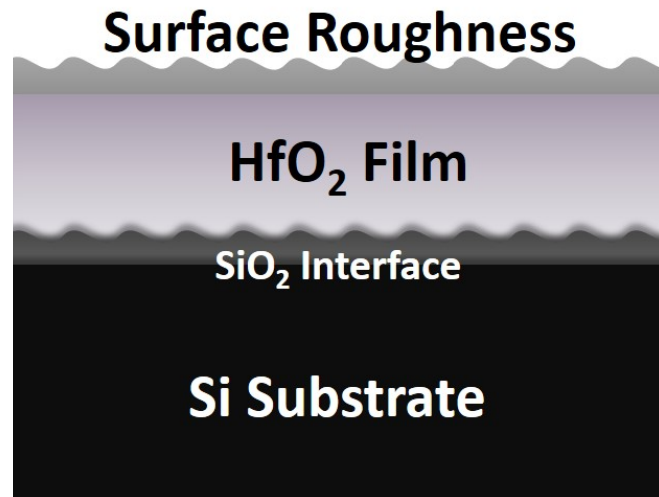 Surface Roughness
HfO₂ Film
SiO₂ Interface
Si Substrate